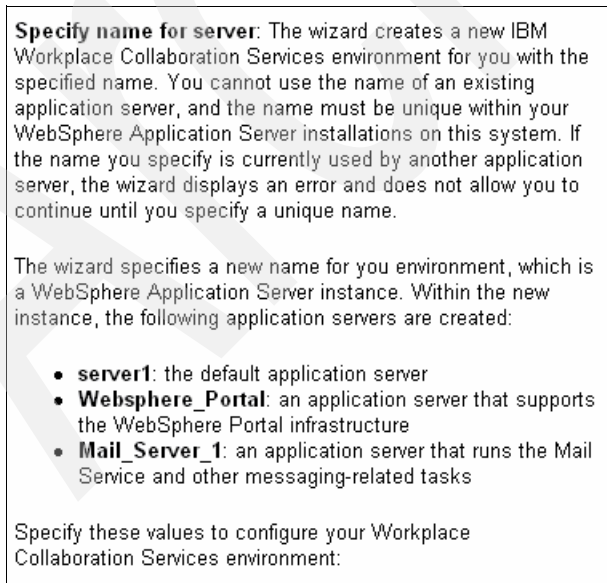 Specify name for server: The wizard creates a new IBM
Workplace Collaboration Services environment for you with the
specified name. You cannot use the name of an existing
application server, and the name must be unique within your
WebSphere Application Server installations on this system. If
the name you specify is currently used by another application
server, the wizard displays an error and does not allow you to
continue until you specify a unique name.
The wizard specifies a new name for you environment, which is
a WebSphere Application Server instance. Within the new
instance, the following application servers are created:
• server1: the default application server
• Websphere_Portal: an application server that supports
the WebSphere Portal infrastructure
• Mail_Server_1: an application server that runs the Mail
Service and other messaging-related tasks
Specify these values to configure your Workplace
Collaboration Services environment: